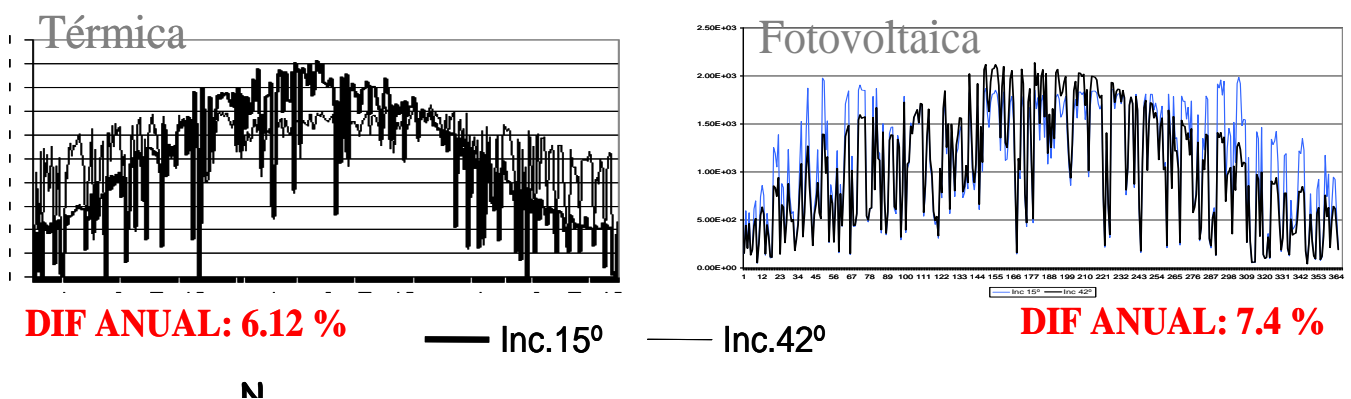 Térmica
DIF ANUAL: 6.12 %
Inc.15º
Inc.42º
Fotovoltaica
2.50E+03
2.00E+03
1.50E+03
1.00E+03
5.00E+02
0.00E+00
1 12 23 34 45 56 67 78 89 100 111 122 133 144 155 166 177 188 199 210 221 232 243 254 265 276 287 298 309 320 331 342 353 364
Inc 15º Inc 42º
DIF ANUAL: 7.4 %
N